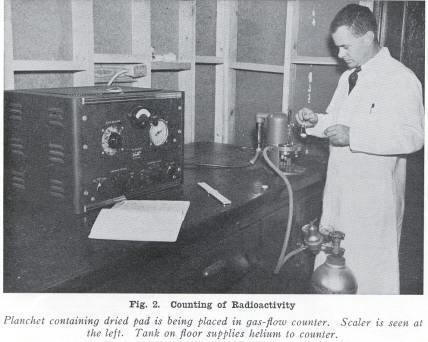 Fig. 2. Counting of Radioactivity
Planchet containing dried pad is being placed in gas-flow counter. Scaler is seen at
the left. Tank on floor supplies helium to counter.